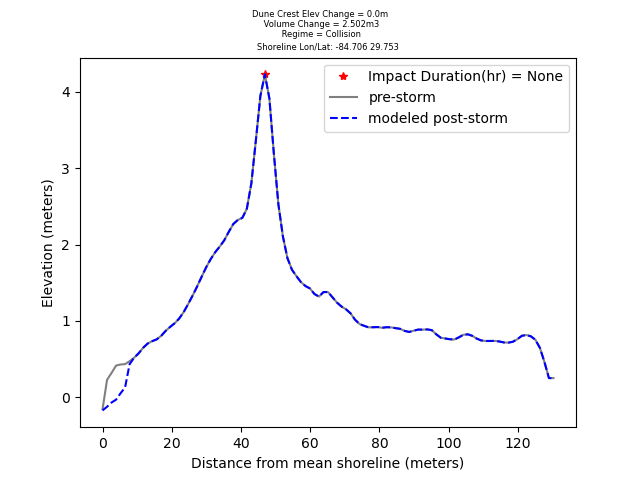 Dune Crest Elev Change = 0.0m
Volume Change = 2.502m3
Regime = Collision
Shoreline Lon/Lat: -84.706 29.753
Impact Duration(hr) = None
pre-storm
modeled post-storm
Elevation (meters)
4
3
2
1
0
0 20 40 60 80 100 120
Distance from mean shoreline (meters)